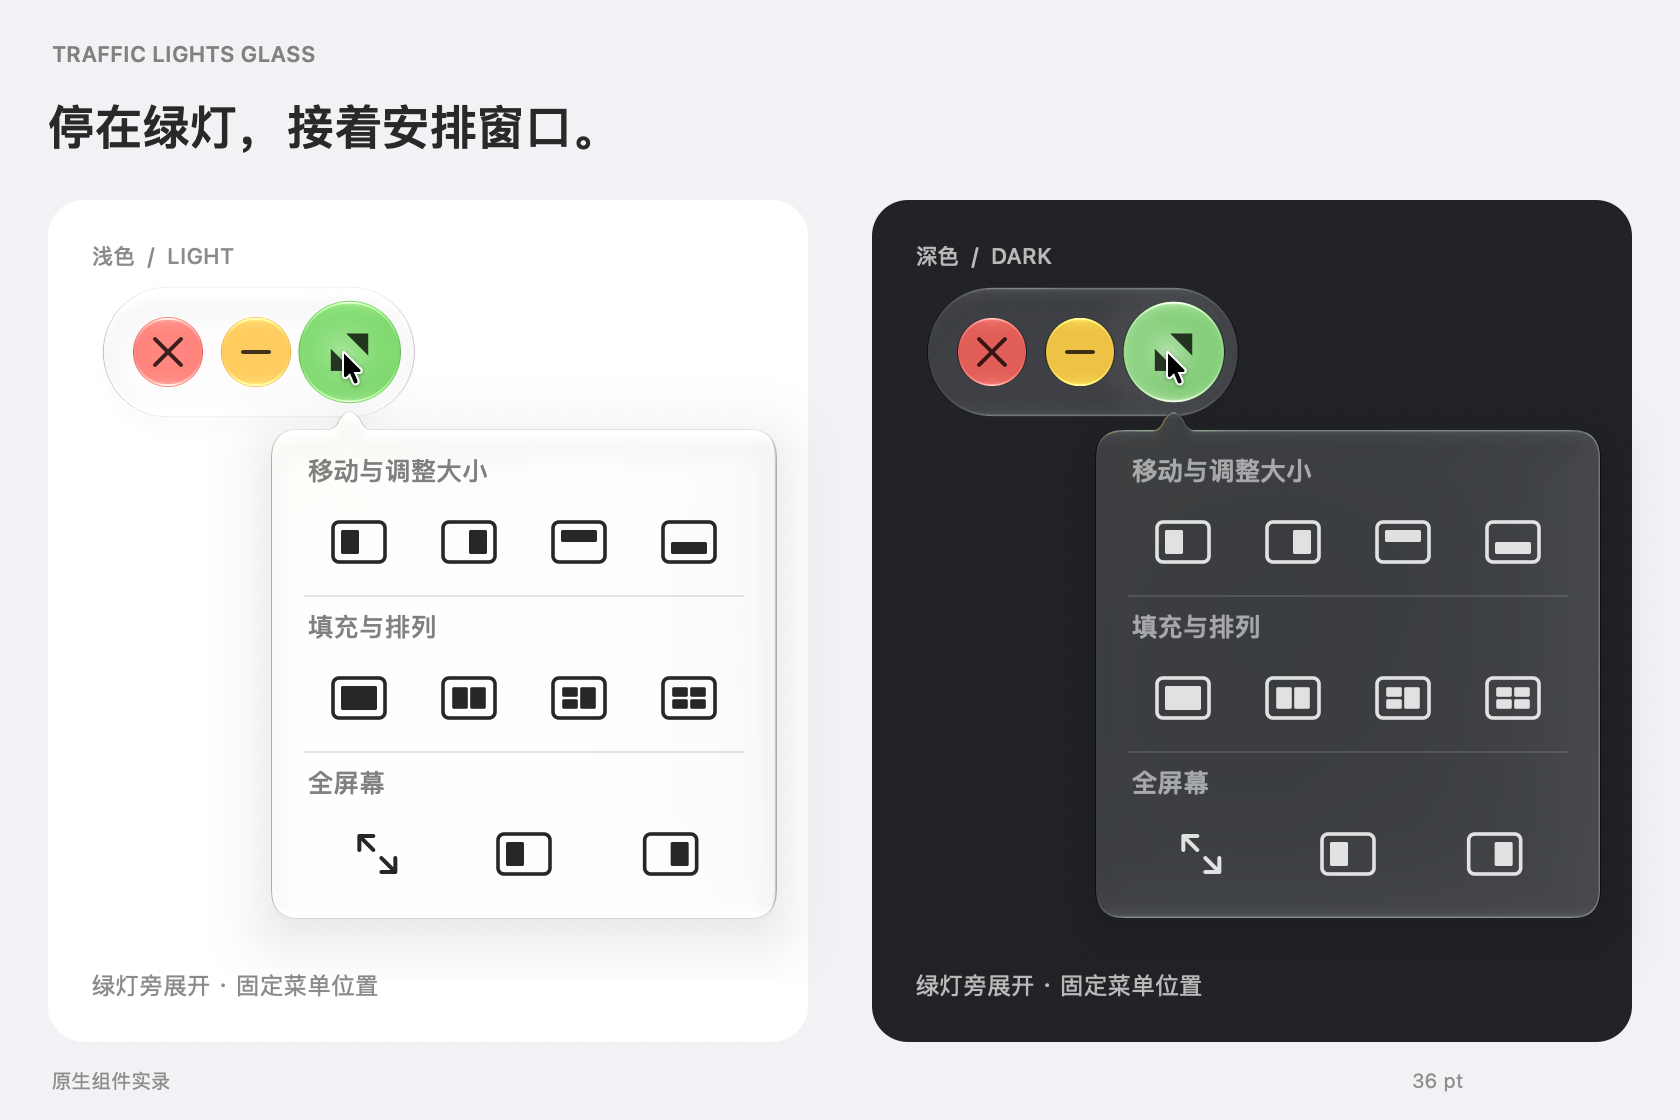 TRAFFIC LIGHTS GLASS
停在绿灯，接着安排窗口。
浅色 / LIGHT
移动与调整大小
填充与排列
全屏幕
绿灯旁展开 · 固定菜单位置
深色 / DARK
移动与调整大小
填充与排列
全屏幕
绿灯旁展开 · 固定菜单位置
原生组件实录
36 pt